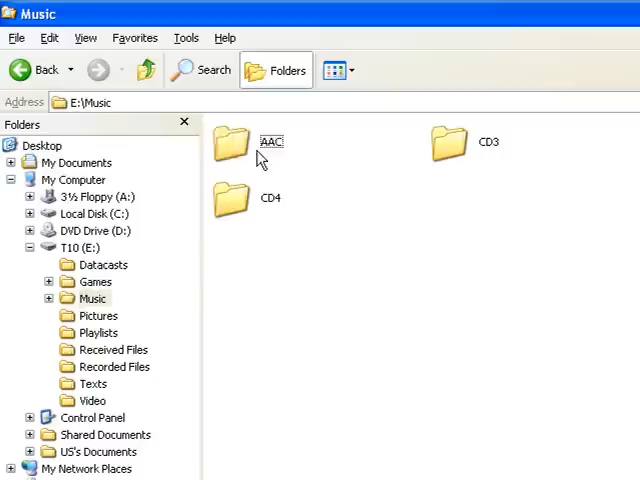 Music
File Edit View Favorites Tools Help
Back Search Folders
Address E:\Music
Folders
Desktop
My Documents
My Computer
3½ Floppy (A:)
Local Disk (C:)
DVD Drive (D:)
T10 (E:)
Datacasts
Games
Music
Pictures
Playlists
Received Files
Recorded Files
Texts
Video
Control Panel
Shared Documents
US's Documents
My Network Places
AAC CD3
CD4